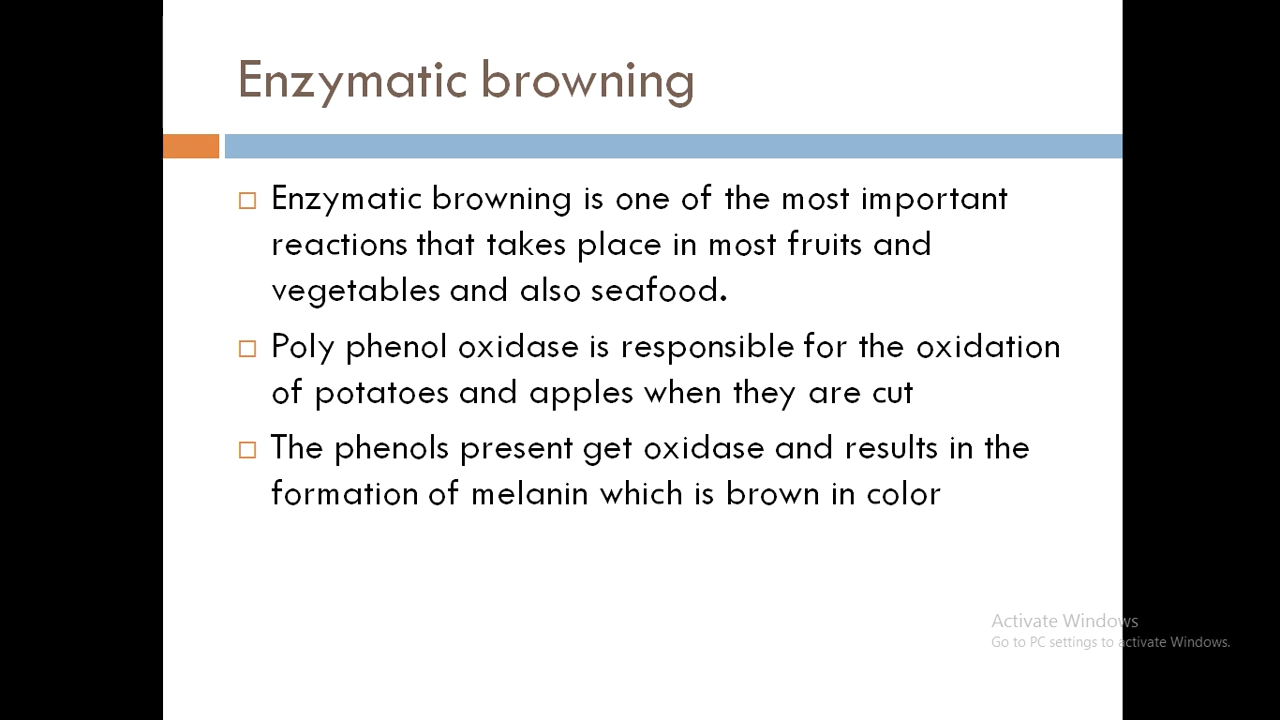 Enzymatic browning
Enzymatic browning is one of the most important
reactions that takes place in most fruits and
vegetables and also seafood.
Poly phenol oxidase is responsible for the oxidation
of potatoes and apples when they are cut
The phenols present get oxidase and results in the
formation of melanin which is brown in color
Activate Windows
Go to PC settings to activate Windows.